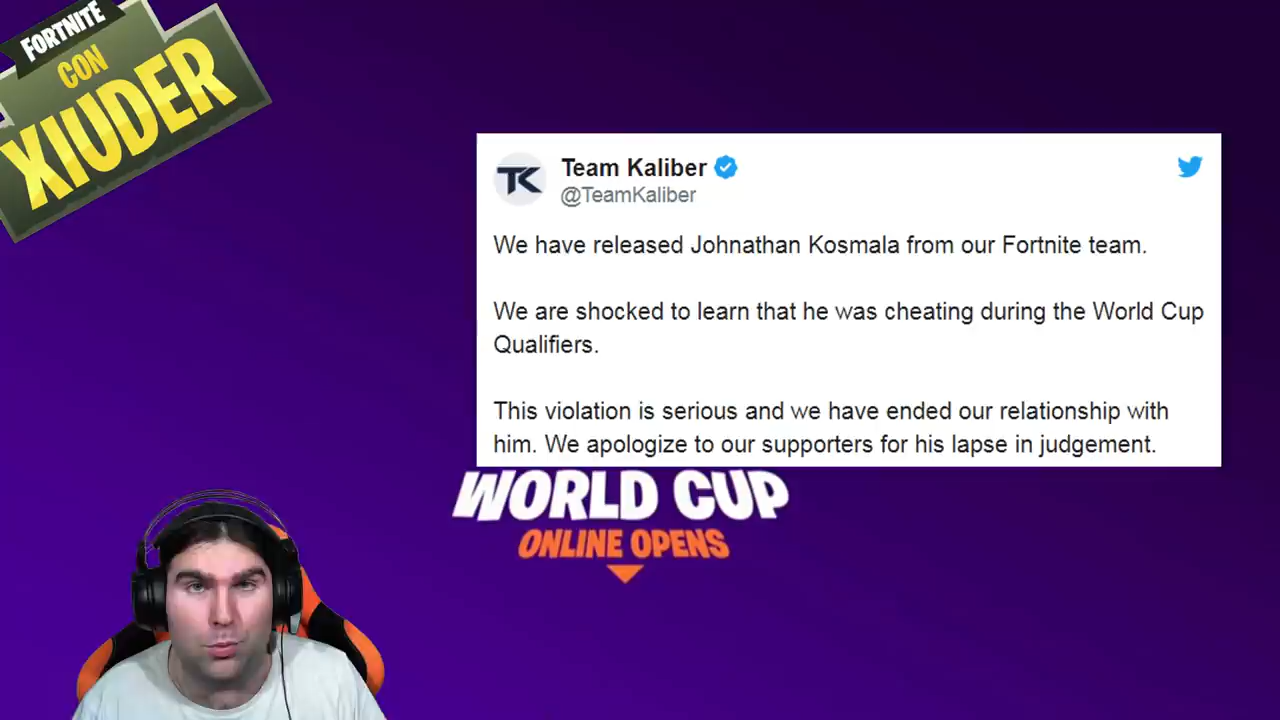 FORTNITE
CON
XIUDER
TK
Team Kaliber
@TeamKaliber
We have released Johnathan Kosmala from our Fortnite team.
We are shocked to learn that he was cheating during the World Cup
Qualifiers.
This violation is serious and we have ended our relationship with
him. We apologize to our supporters for his lapse in judgement.
WORLD CUP
ONLINE OPENS